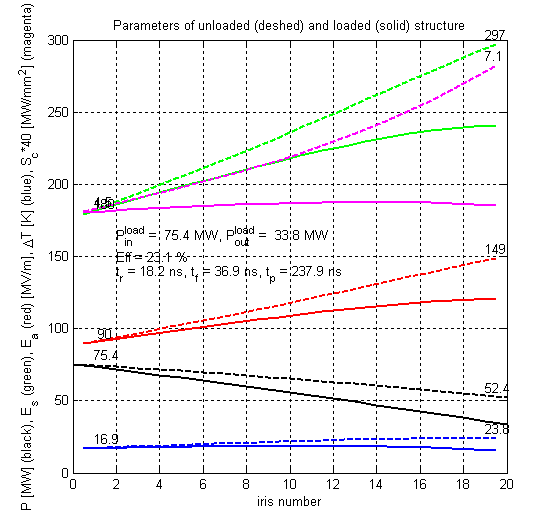 Parameters of unloaded (deshed) and loaded (solid) structure
P [MW] (black), E_s (green), E_a (red) [MV/m], ΔT [K] (blue), S_c*40 [MW/mm²] (magenta)
300
250
200
150
100
50
0
297
7.1
180
P_in^load = 75.4 MW, P_out^load = 33.8 MW
Eff = 23.1 %
t_r = 18.2 ns, t_f = 36.9 ns, t_p = 237.9 ns
149
90
75.4
52.4
16.9
23.8
0 2 4 6 8 10 12 14 16 18 20
iris number